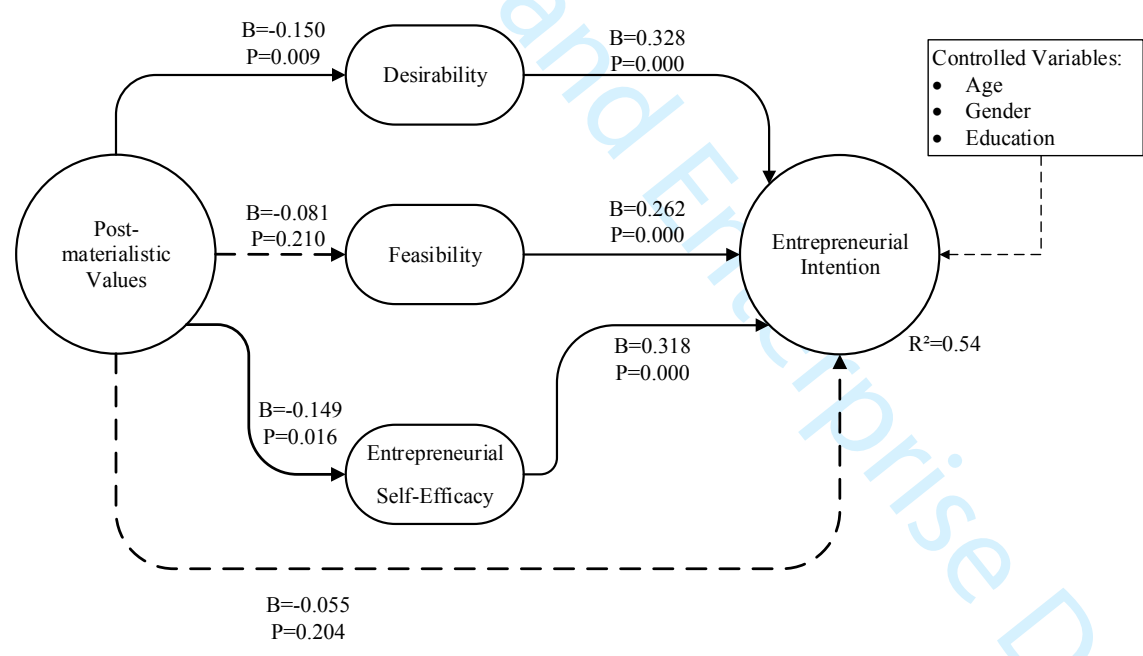 B=-0.150
P=0.009
Desirability
B=0.328
P=0.000
Controlled Variables:
• Age
• Gender
• Education
Post-
materialistic
Values
B=-0.081
P=0.210
Feasibility
B=0.262
P=0.000
Entrepreneurial
Intention
R²=0.54
B=-0.149
P=0.016
Entrepreneurial
Self-Efficacy
B=0.318
P=0.000
B=-0.055
P=0.204
and Enterprise D